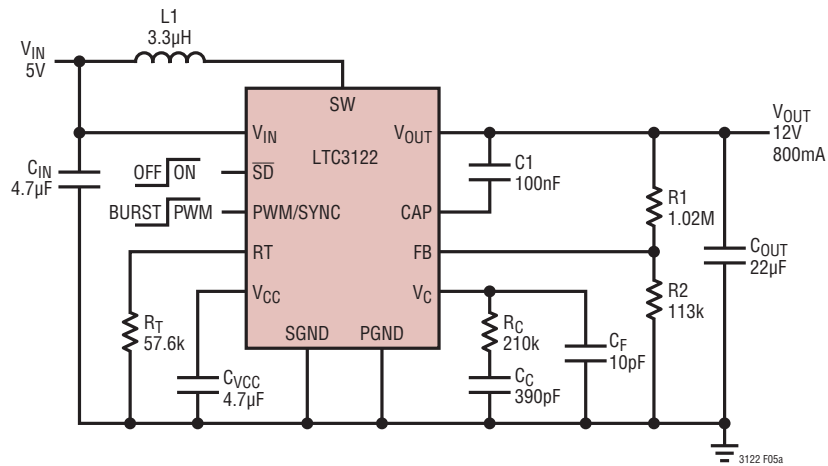 L1
3.3µH
VIN
5V
SW
VIN
VOUT
LTC3122
VOUT
12V
800mA
CIN
4.7µF
OFF ON
SD
C1
100nF
BURST PWM
PWM/SYNC
CAP
R1
1.02M
RT
FB
COUT
22µF
VCC
VC
R2
113k
RT
57.6k
SGND
PGND
RC
210k
CF
10pF
CVCC
4.7µF
CC
390pF
3122 F05a